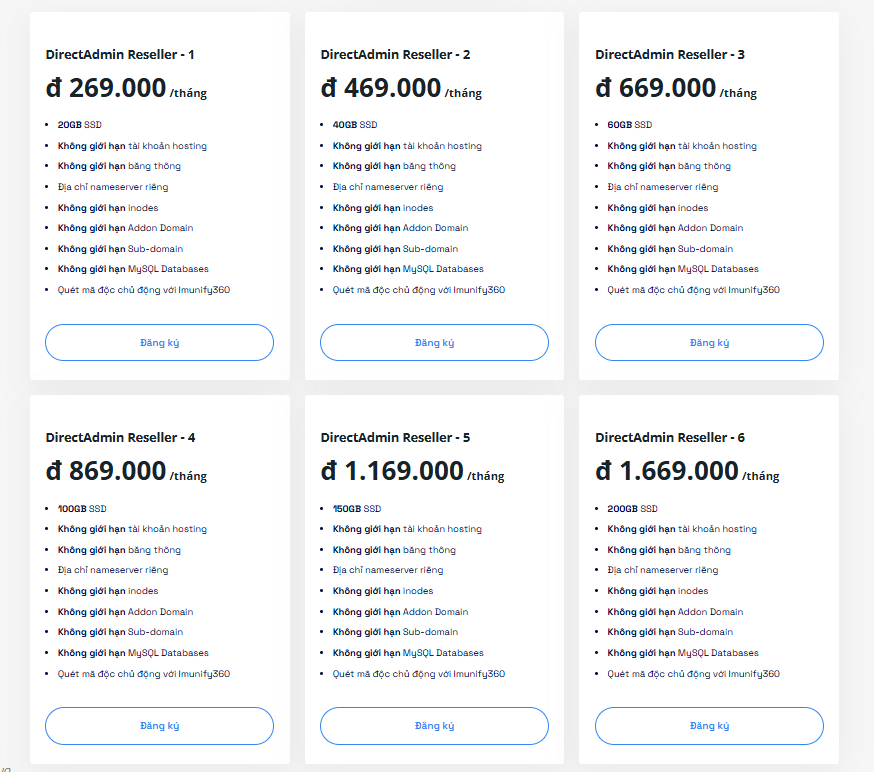 DirectAdmin Reseller - 1
đ 269.000 /tháng
20GB SSD
Không giới hạn tài khoản hosting
Không giới hạn băng thông
Địa chỉ nameserver riêng
Không giới hạn inodes
Không giới hạn Addon Domain
Không giới hạn Sub-domain
Không giới hạn MySQL Databases
Quét mã độc chủ động với Imunify360
Đăng ký
DirectAdmin Reseller - 2
đ 469.000 /tháng
40GB SSD
Không giới hạn tài khoản hosting
Không giới hạn băng thông
Địa chỉ nameserver riêng
Không giới hạn inodes
Không giới hạn Addon Domain
Không giới hạn Sub-domain
Không giới hạn MySQL Databases
Quét mã độc chủ động với Imunify360
Đăng ký
DirectAdmin Reseller - 3
đ 669.000 /tháng
60GB SSD
Không giới hạn tài khoản hosting
Không giới hạn băng thông
Địa chỉ nameserver riêng
Không giới hạn inodes
Không giới hạn Addon Domain
Không giới hạn Sub-domain
Không giới hạn MySQL Databases
Quét mã độc chủ động với Imunify360
Đăng ký
DirectAdmin Reseller - 4
đ 869.000 /tháng
100GB SSD
Không giới hạn tài khoản hosting
Không giới hạn băng thông
Địa chỉ nameserver riêng
Không giới hạn inodes
Không giới hạn Addon Domain
Không giới hạn Sub-domain
Không giới hạn MySQL Databases
Quét mã độc chủ động với Imunify360
Đăng ký
DirectAdmin Reseller - 5
đ 1.169.000 /tháng
150GB SSD
Không giới hạn tài khoản hosting
Không giới hạn băng thông
Địa chỉ nameserver riêng
Không giới hạn inodes
Không giới hạn Addon Domain
Không giới hạn Sub-domain
Không giới hạn MySQL Databases
Quét mã độc chủ động với Imunify360
Đăng ký
DirectAdmin Reseller - 6
đ 1.669.000 /tháng
200GB SSD
Không giới hạn tài khoản hosting
Không giới hạn băng thông
Địa chỉ nameserver riêng
Không giới hạn inodes
Không giới hạn Addon Domain
Không giới hạn Sub-domain
Không giới hạn MySQL Databases
Quét mã độc chủ động với Imunify360
Đăng ký